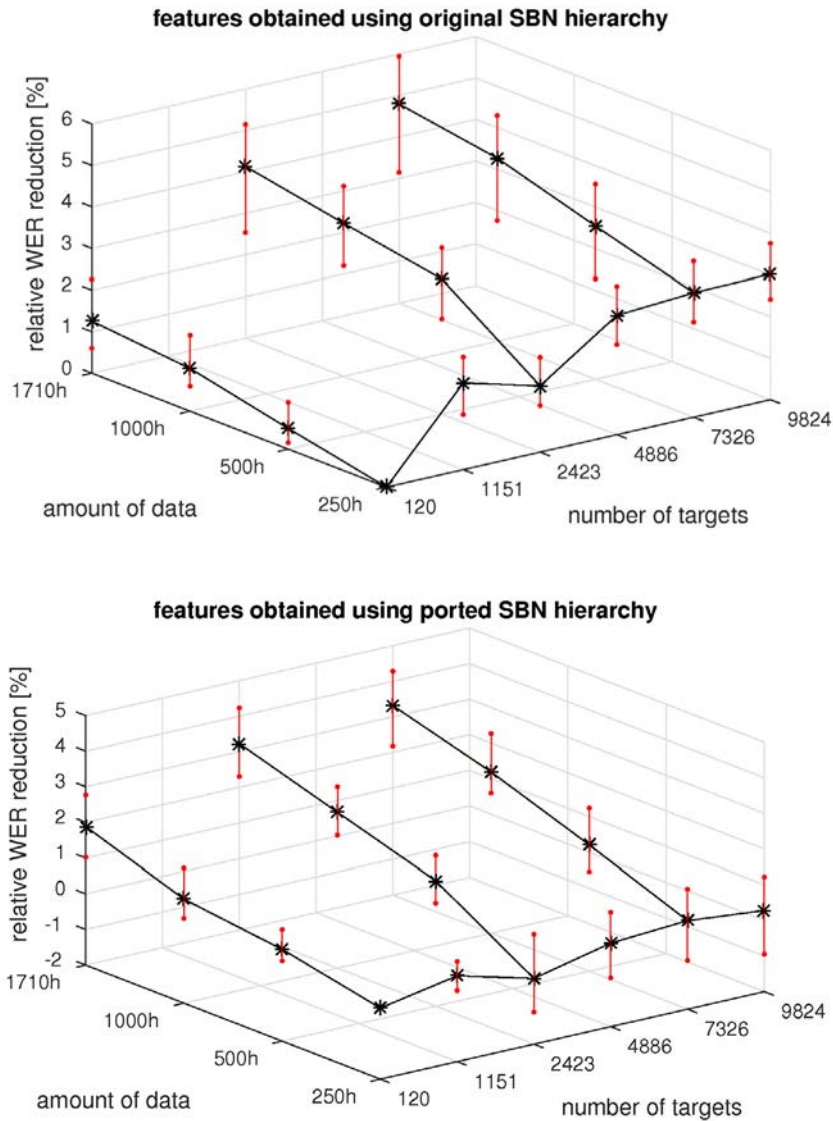 features obtained using original SBN hierarchy
relative WER reduction [%]
6
5
4
3
2
1
0
1710h
1000h
500h
250h
amount of data
120
1151
2423
4886
7326
9824
number of targets
features obtained using ported SBN hierarchy
relative WER reduction [%]
5
4
3
2
1
0
-1
-2
1710h
1000h
500h
250h
amount of data
120
1151
2423
4886
7326
9824
number of targets